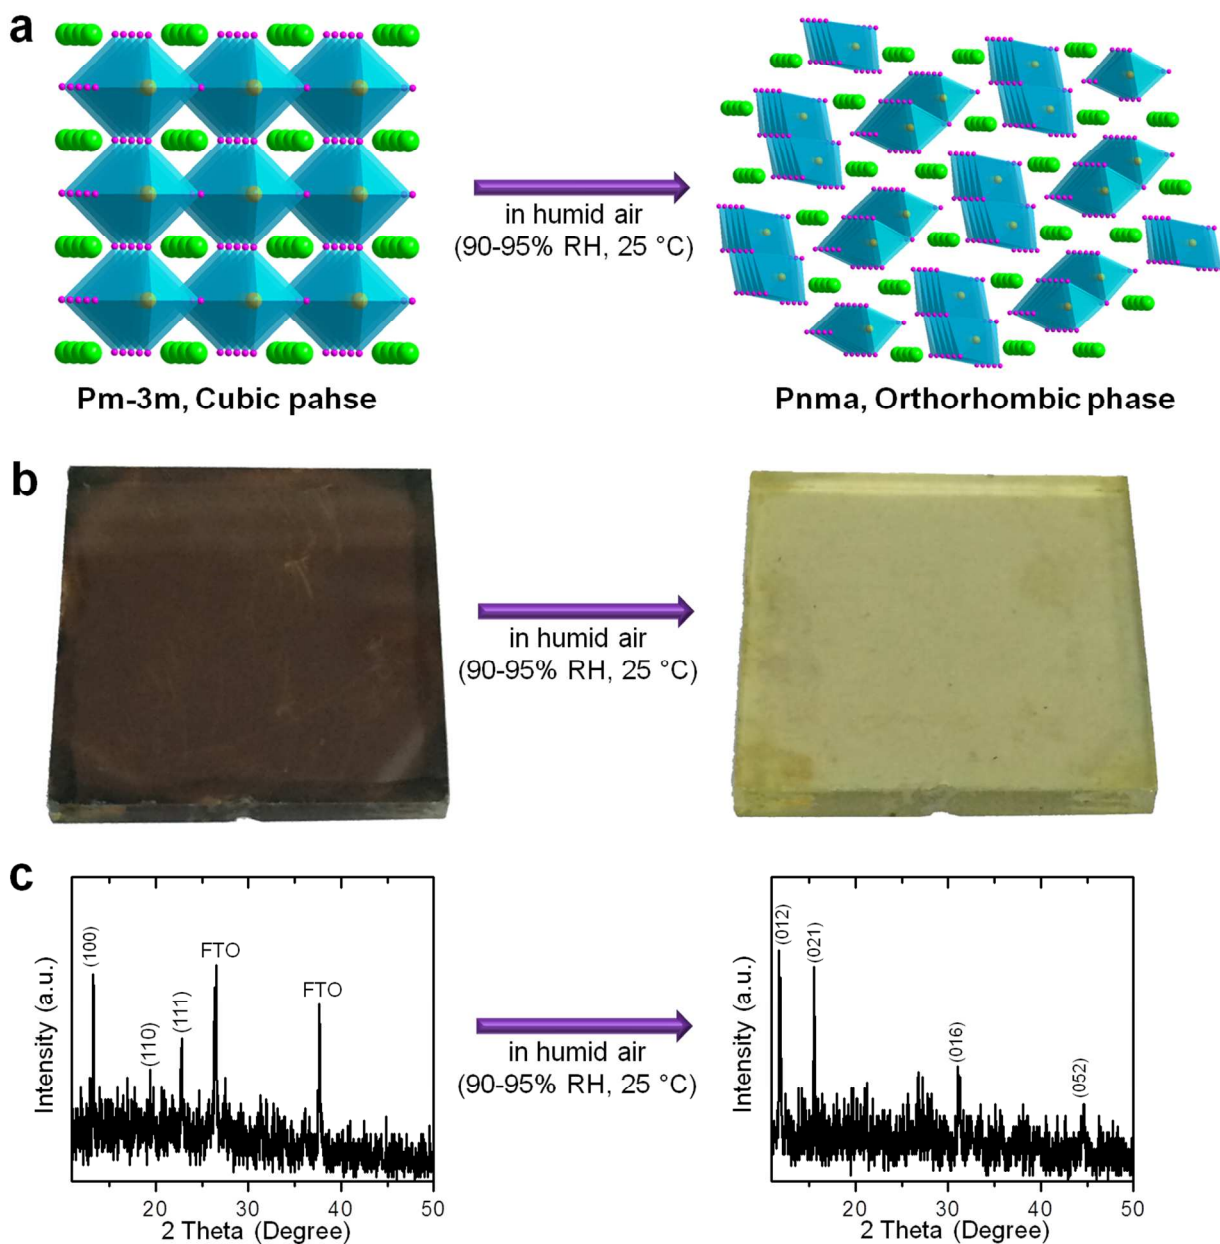 a
in humid air
(90-95% RH, 25 °C)
Pm-3m, Cubic pahse
Pnma, Orthorhombic phase
b
in humid air
(90-95% RH, 25 °C)
c
Intensity (a.u.)
(100)
(110)
(111)
FTO
FTO
20
30
40
50
2 Theta (Degree)
in humid air
(90-95% RH, 25 °C)
Intensity (a.u.)
(012)
(021)
(016)
(052)
20
30
40
50
2 Theta (Degree)